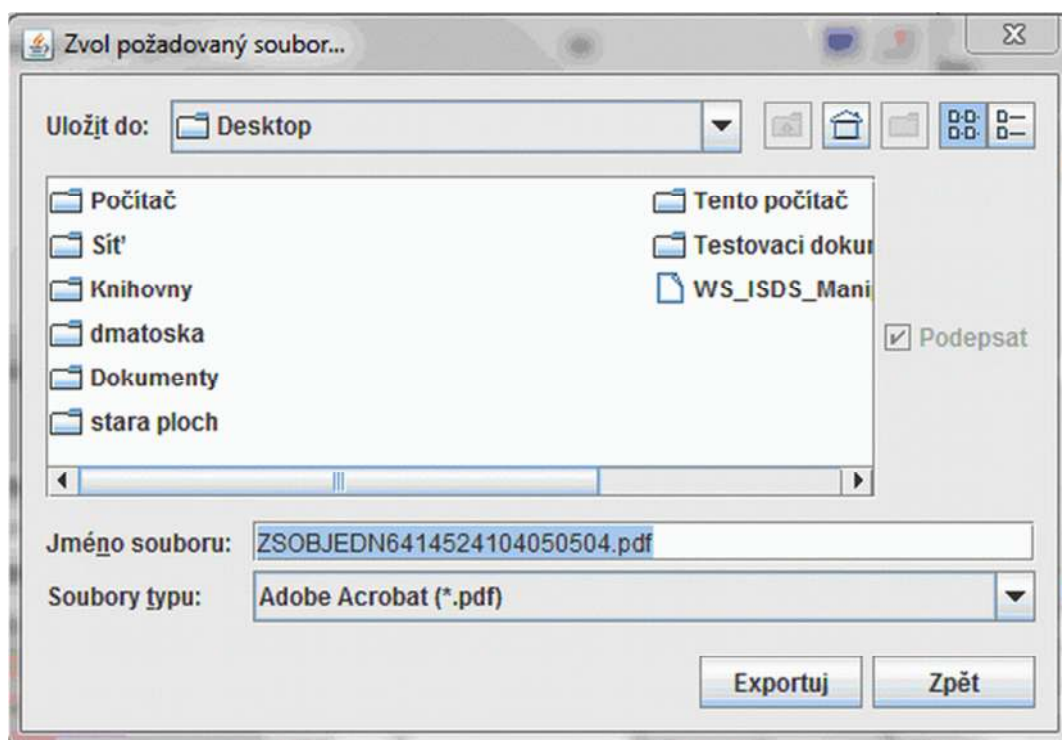 Zvol požadovaný soubor...
Uložit do: Desktop
Počítač
Síť
Knihovny
dmatoska
Dokumenty
stara ploch
Tento počítač
Testovaci dokur
WS_ISDS_Mani
Podepsat
Jméno souboru: ZSOBJEDN6414524104050504.pdf
Soubory typu: Adobe Acrobat (*.pdf)
Exportuj Zpět